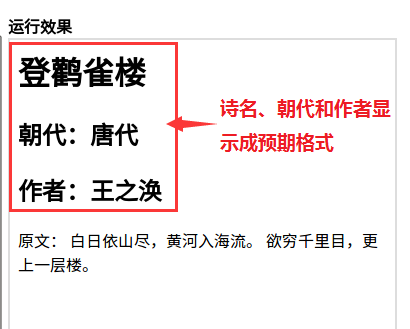 运行效果
登鹳雀楼
朝代：唐代
作者：王之涣
诗名、朝代和作者显
示成预期格式
原文： 白日依山尽，黄河入海流。 欲穷千里目，更
上一层楼。